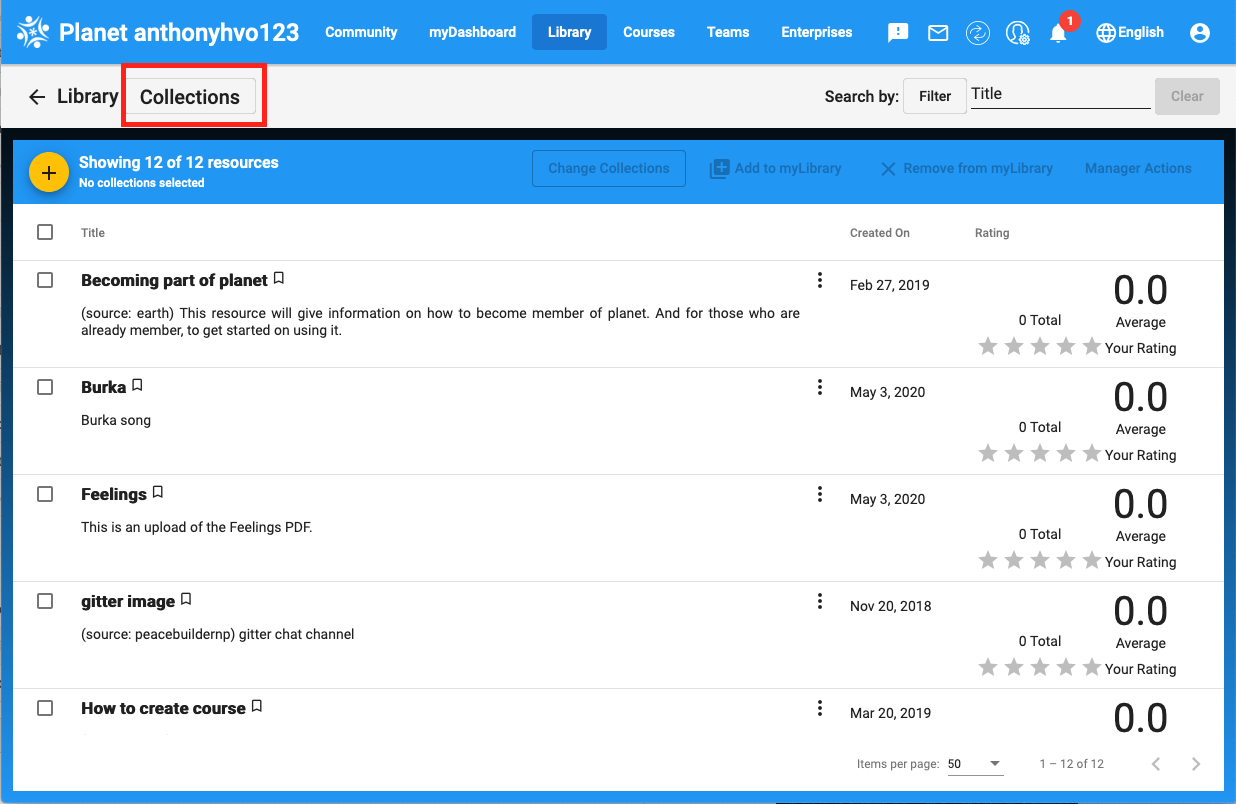 Planet anthonyhvo123 Community myDashboard Library Courses Teams Enterprises 1 English
Library Collections Search by: Filter Title Clear
Showing 12 of 12 resources
No collections selected
Change Collections Add to myLibrary Remove from myLibrary Manager Actions
Title Created On Rating
Becoming part of planet Feb 27, 2019 0.0
(source: earth) This resource will give information on how to become member of planet. And for those who are
already member, to get started on using it.
0 Total Average
Your Rating
Burka May 3, 2020 0.0
Burka song
0 Total Average
Your Rating
Feelings May 3, 2020 0.0
This is an upload of the Feelings PDF.
0 Total Average
Your Rating
gitter image Nov 20, 2018 0.0
(source: peacebuildernp) gitter chat channel
0 Total Average
Your Rating
How to create course Mar 20, 2019 0.0
Items per page: 50 1 – 12 of 12